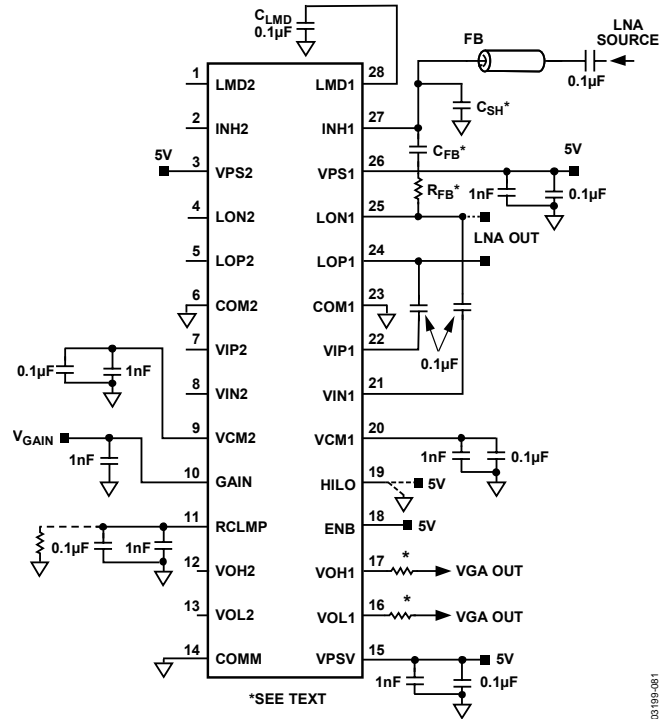 CLMD
0.1µF
FB
LNA
SOURCE
0.1µF
1
LMD2
LMD1
28
CSH*
2
INH2
INH1
27
CFB*
5V
3
VPS2
VPS1
26
5V
RFB*
1nF
0.1µF
4
LON2
LON1
25
LNA OUT
5
LOP2
LOP1
24
6
COM2
COM1
23
7
VIP2
VIP1
22
0.1µF
0.1µF
1nF
8
VIN2
VIN1
21
9
VCM2
VCM1
20
VGAIN
1nF
1nF
0.1µF
10
GAIN
HILO
19
5V
11
RCLMP
ENB
18
5V
0.1µF
1nF
12
VOH2
VOH1
17
*
VGA OUT
13
VOL2
VOL1
16
*
VGA OUT
14
COMM
VPSV
15
5V
1nF
0.1µF
*SEE TEXT
03199-081